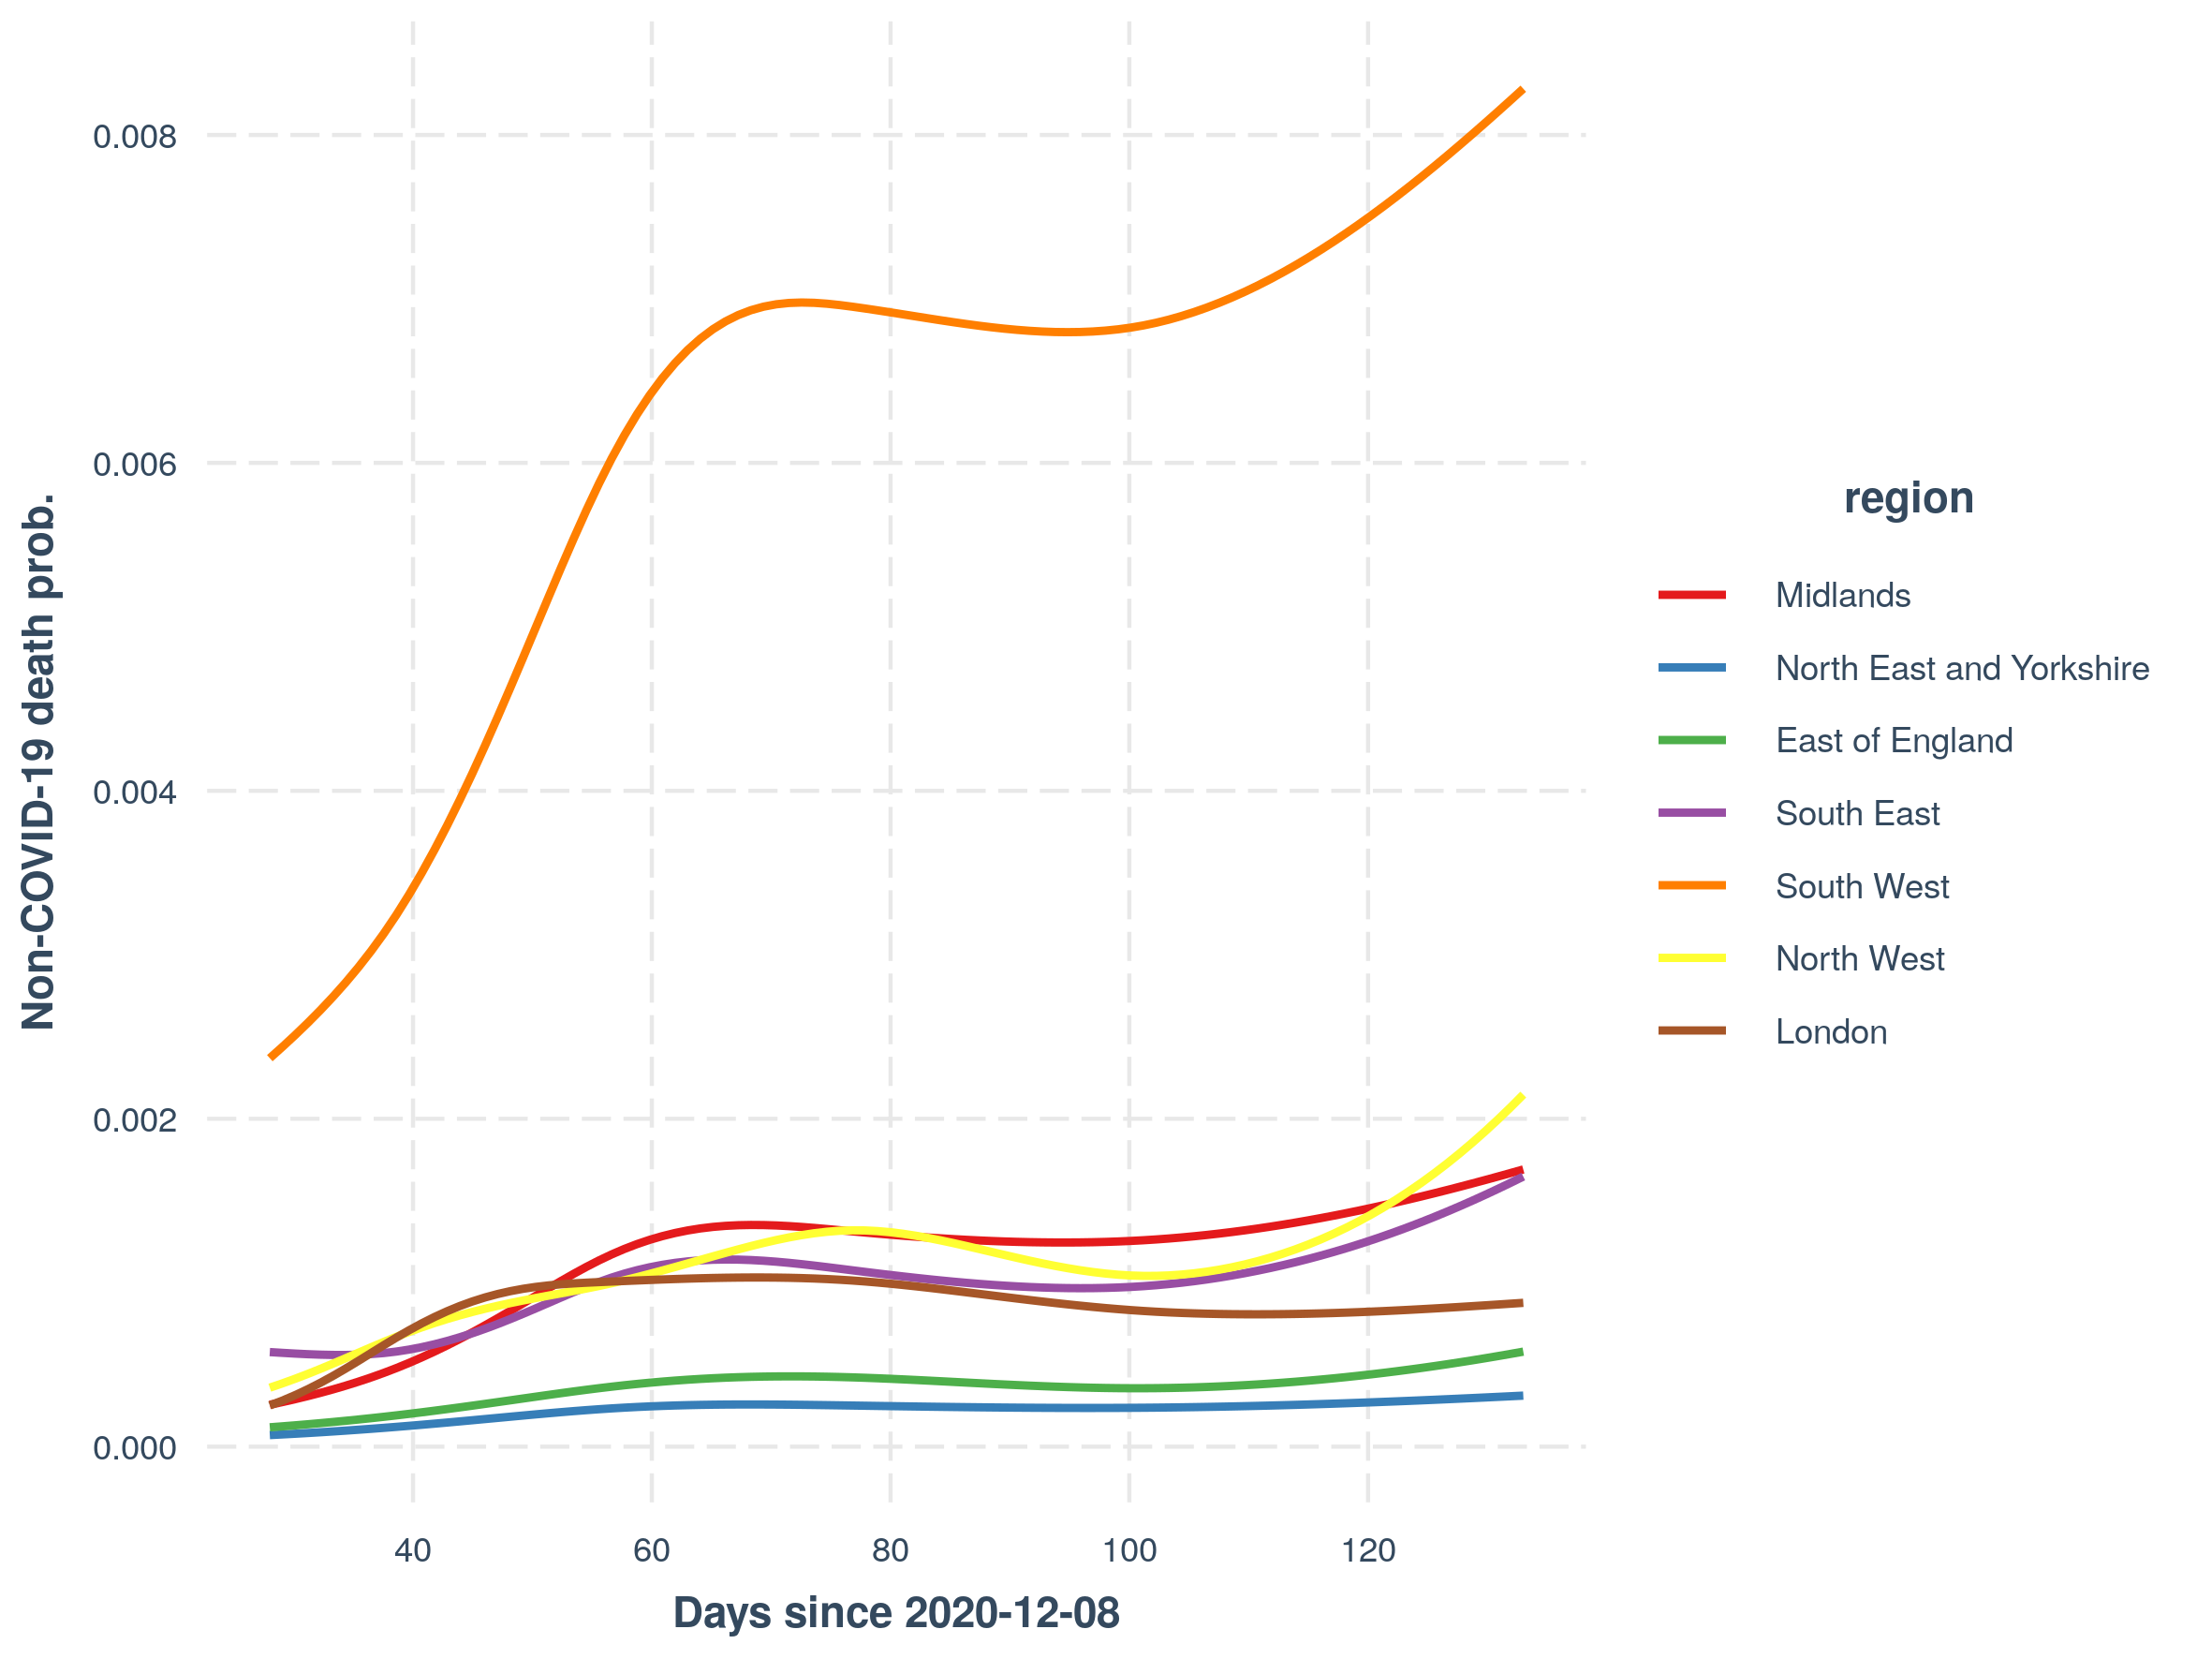 Non-COVID-19 death prob.
0.008
0.006
0.004
0.002
0.000
40 60 80 100 120
Days since 2020-12-08
region
Midlands
North East and Yorkshire
East of England
South East
South West
North West
London